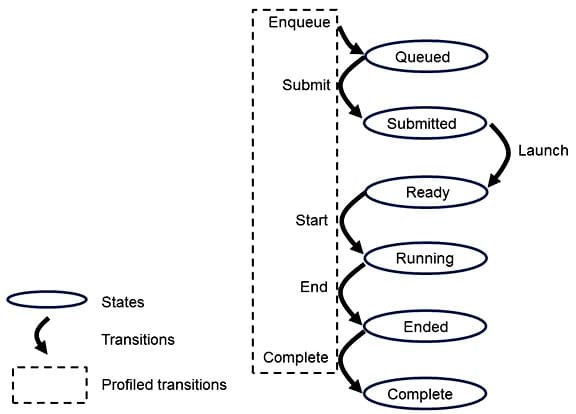 Enqueue
Queued
Submit
Submitted
Launch
Ready
Start
Running
End
Ended
Complete
Complete
States
Transitions
Profiled transitions